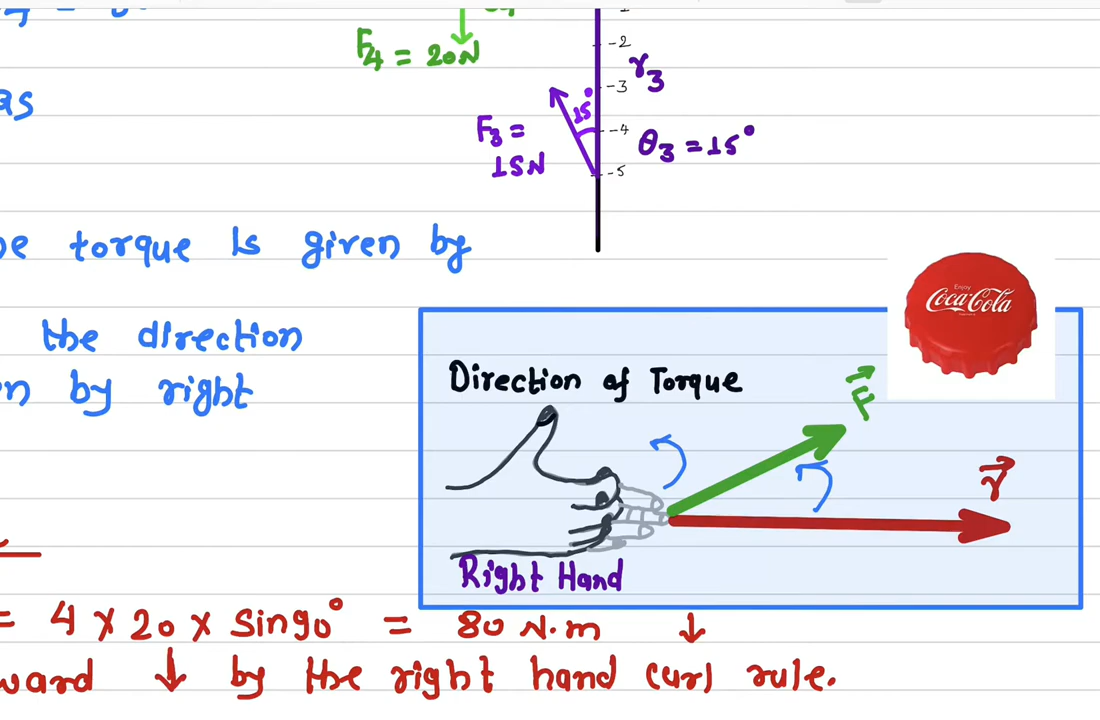 F4 = 20N
-2
r3
-3
15°
F3 =
15N
-4
θ3 = 15°
-5
as
torque is given by
the direction
by right
Enjoy
Coca-Cola
Direction of Torque
F
r
Right Hand
= 4 x 20 x Sin90° = 80 N.m ↓
ward ↓ by the right hand curl rule.